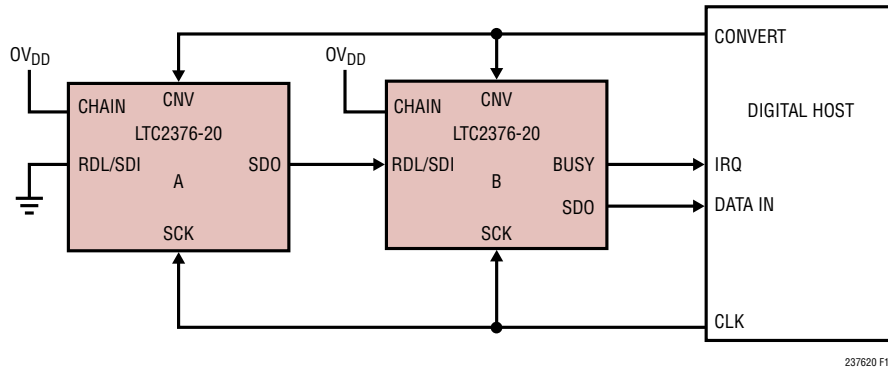 CONVERT
OVDD
OVDD
CHAIN
CNV
LTC2376-20
RDL/SDI
SDO
A
SCK
CHAIN
CNV
LTC2376-20
RDL/SDI
BUSY
B
SDO
SCK
DIGITAL HOST
IRQ
DATA IN
CLK
237620 F1